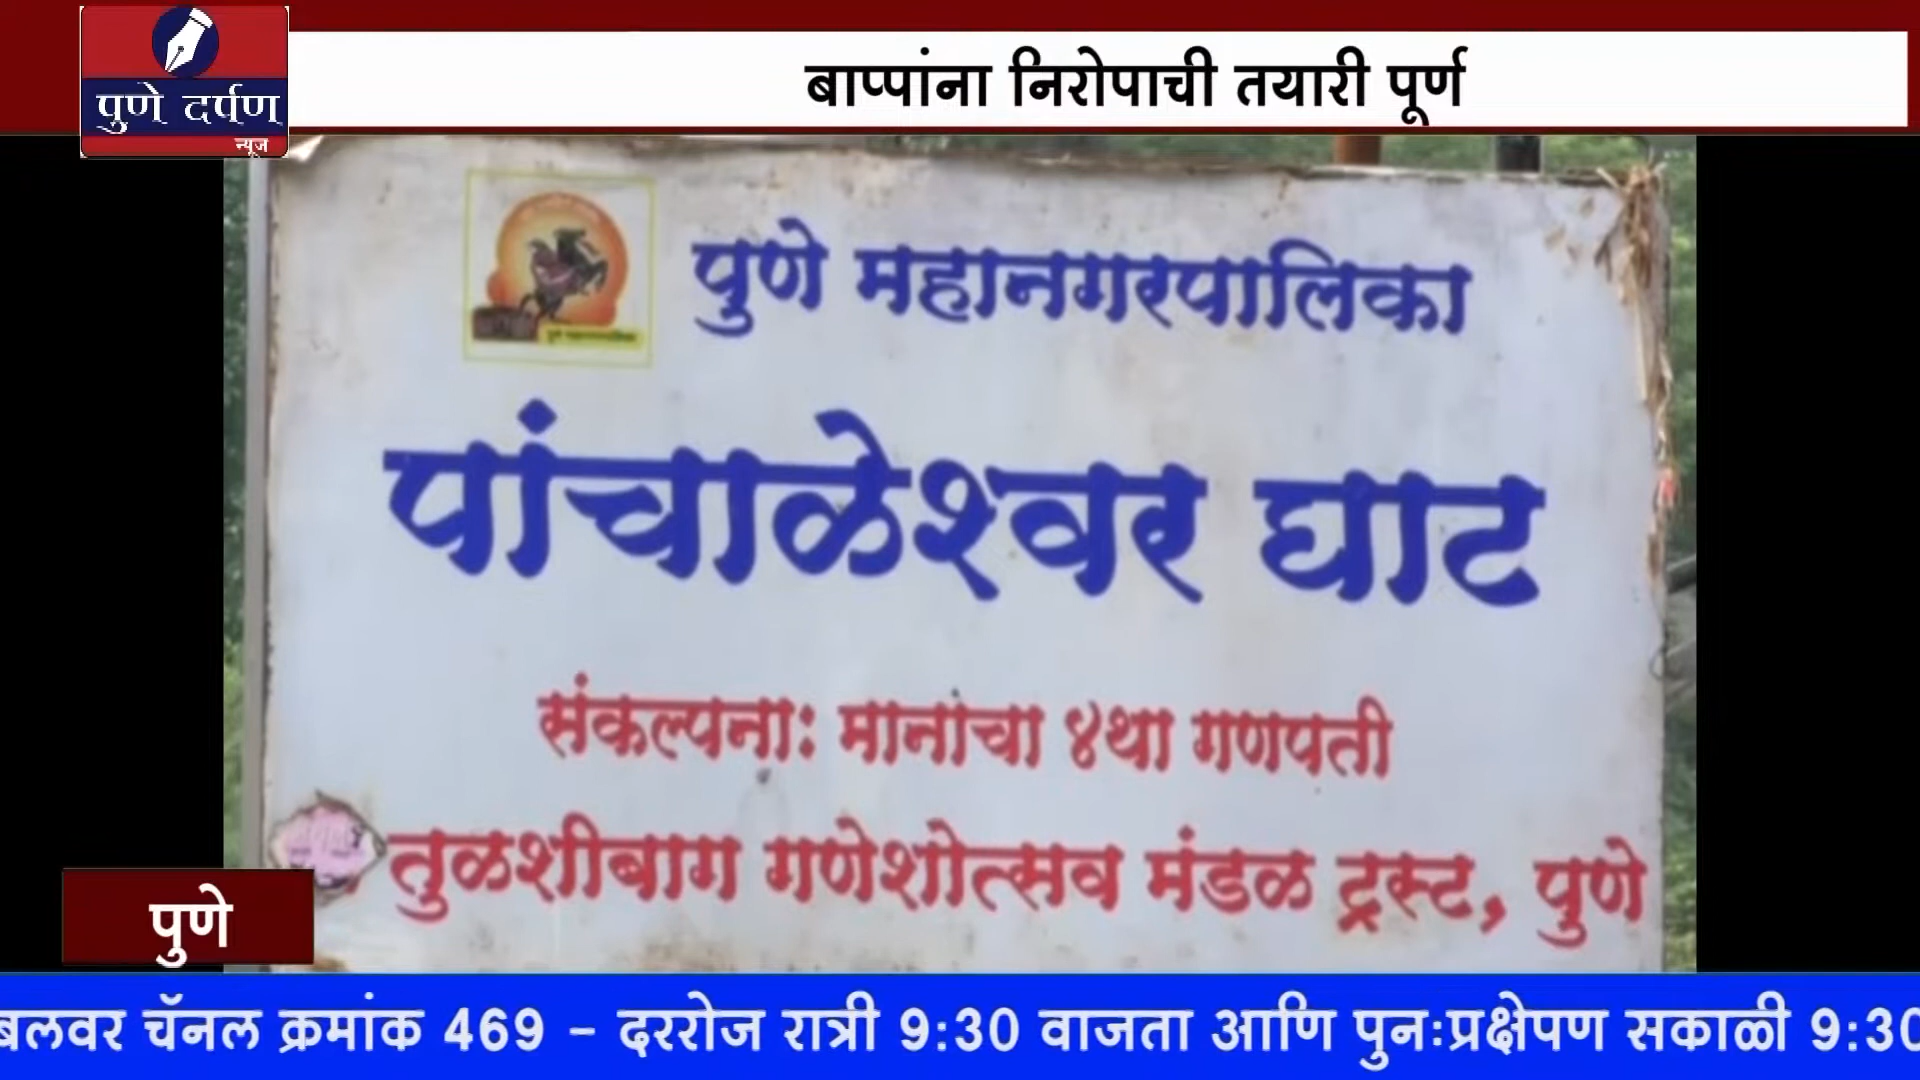 बाप्पांना निरोपाची तयारी पूर्ण
पुणे दर्पण
न्यूज
पुणे महानगरपालिका
पांचाळेश्वर घाट
संकल्पना: मानाचा ४था गणपती
तुळशीबाग गणेशोत्सव मंडळ ट्रस्ट, पुणे
पुणे
बलवर चॅनल क्रमांक 469 - दररोज रात्री 9:30 वाजता आणि पुनःप्रक्षेपण सकाळी 9:30